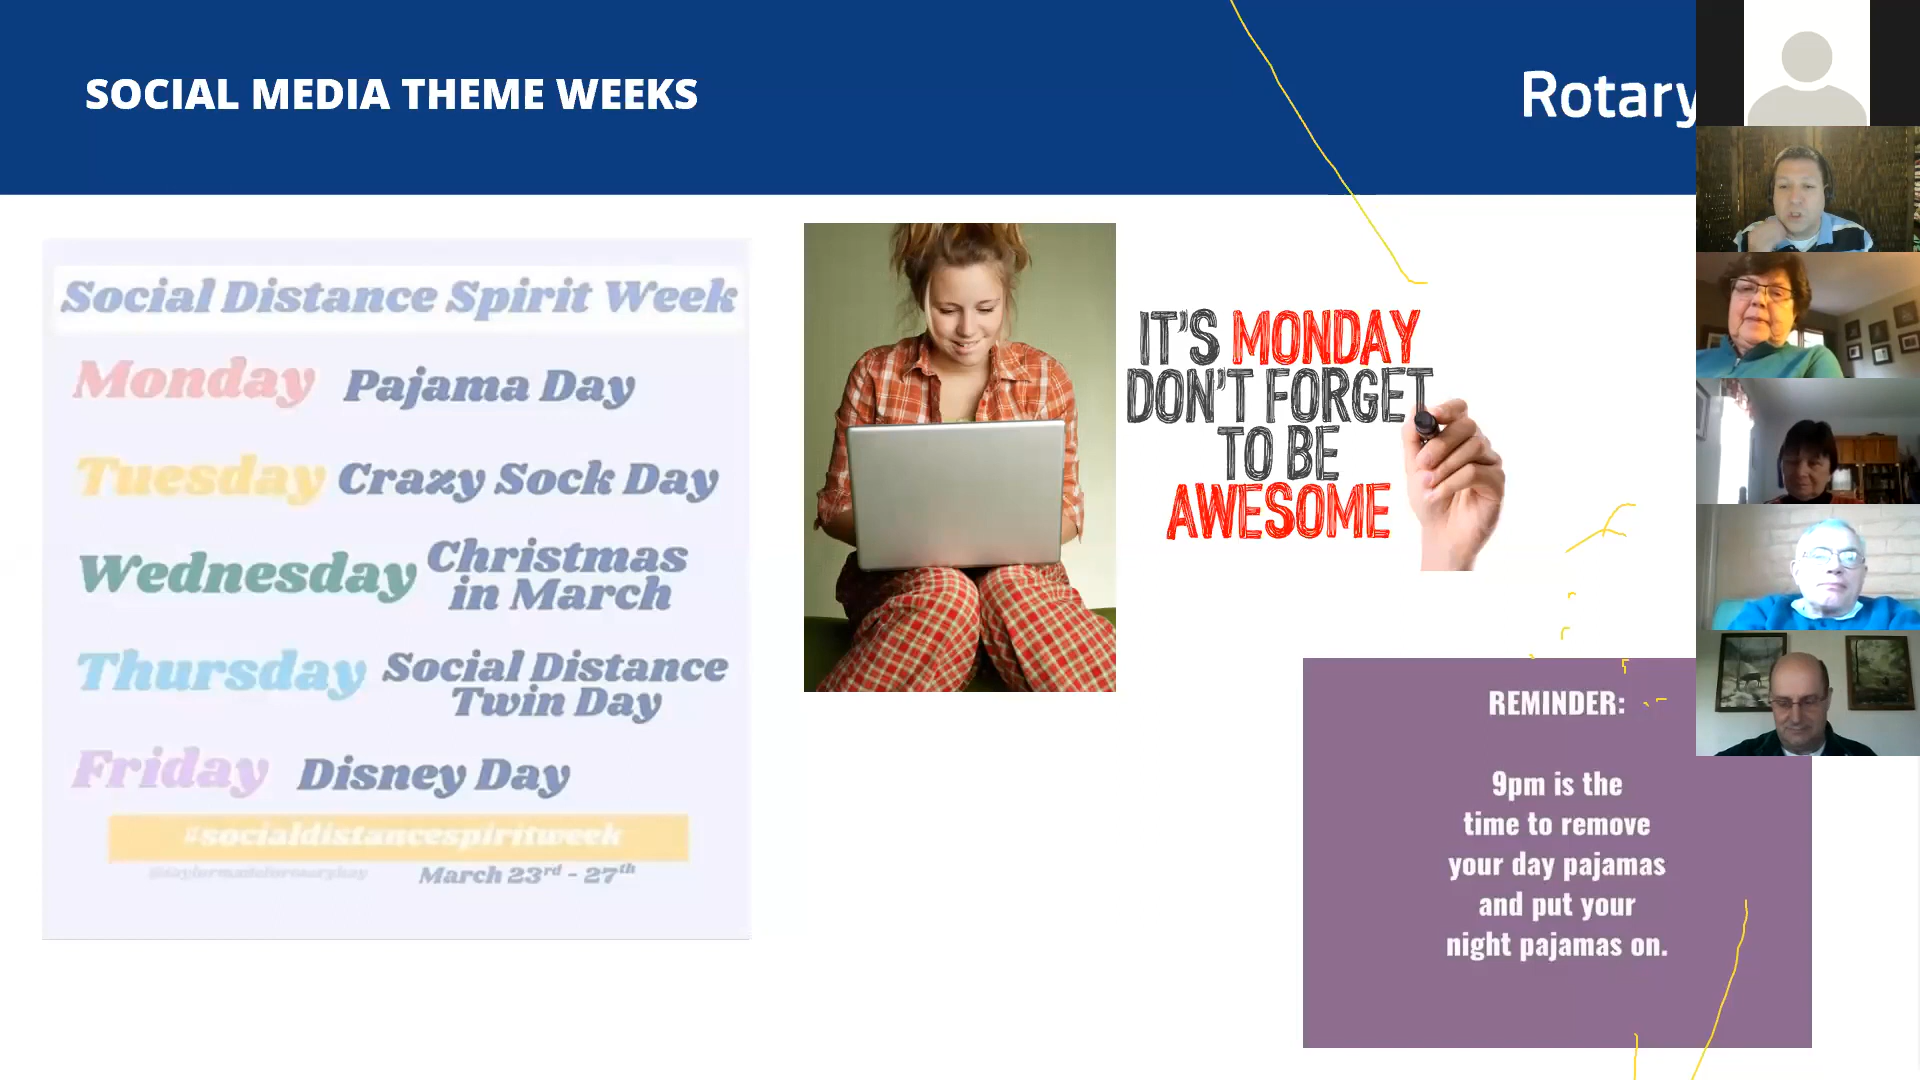 SOCIAL MEDIA THEME WEEKS
Rotary
Social Distance Spirit Week
Monday Pajama Day
Tuesday Crazy Sock Day
Wednesday Christmas
in March
Thursday Social Distance
Twin Day
Friday Disney Day
#socialdistancespiritweek
March 23rd - 27th
IT'S MONDAY
DON'T FORGET
TO BE
AWESOME
REMINDER:
9pm is the
time to remove
your day pajamas
and put your
night pajamas on.